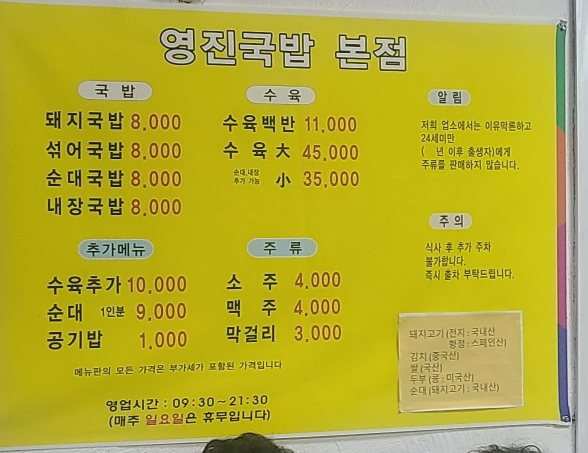 영진국밥 본점
국밥
돼지국밥 8,000
섞어국밥 8,000
순대국밥 8,000
내장국밥 8,000
수육
수육백반 11,000
수육 大 45,000
순대,내장
추가 가능
小 35,000
알림
저희 업소에서는 이유막론하고
24세미만
( 년 이후 출생자)에게
주류를 판매하지 않습니다.
주의
식사 후 추가 주차
불가합니다.
즉시 출차 부탁드립니다.
추가메뉴
수육추가 10,000
순대 1인분 9,000
공기밥 1,000
주류
소주 4,000
맥주 4,000
막걸리 3,000
메뉴판의 모든 가격은 부가세가 포함된 가격입니다
영업시간 : 09:30~21:30
(매주 일요일은 휴무입니다)
돼지고기 (전지 : 국내산
항정 : 스페인산)
김치 (중국산)
쌀 (국산)
두부 (콩 : 미국산)
순대 (돼지고기 : 국내산)